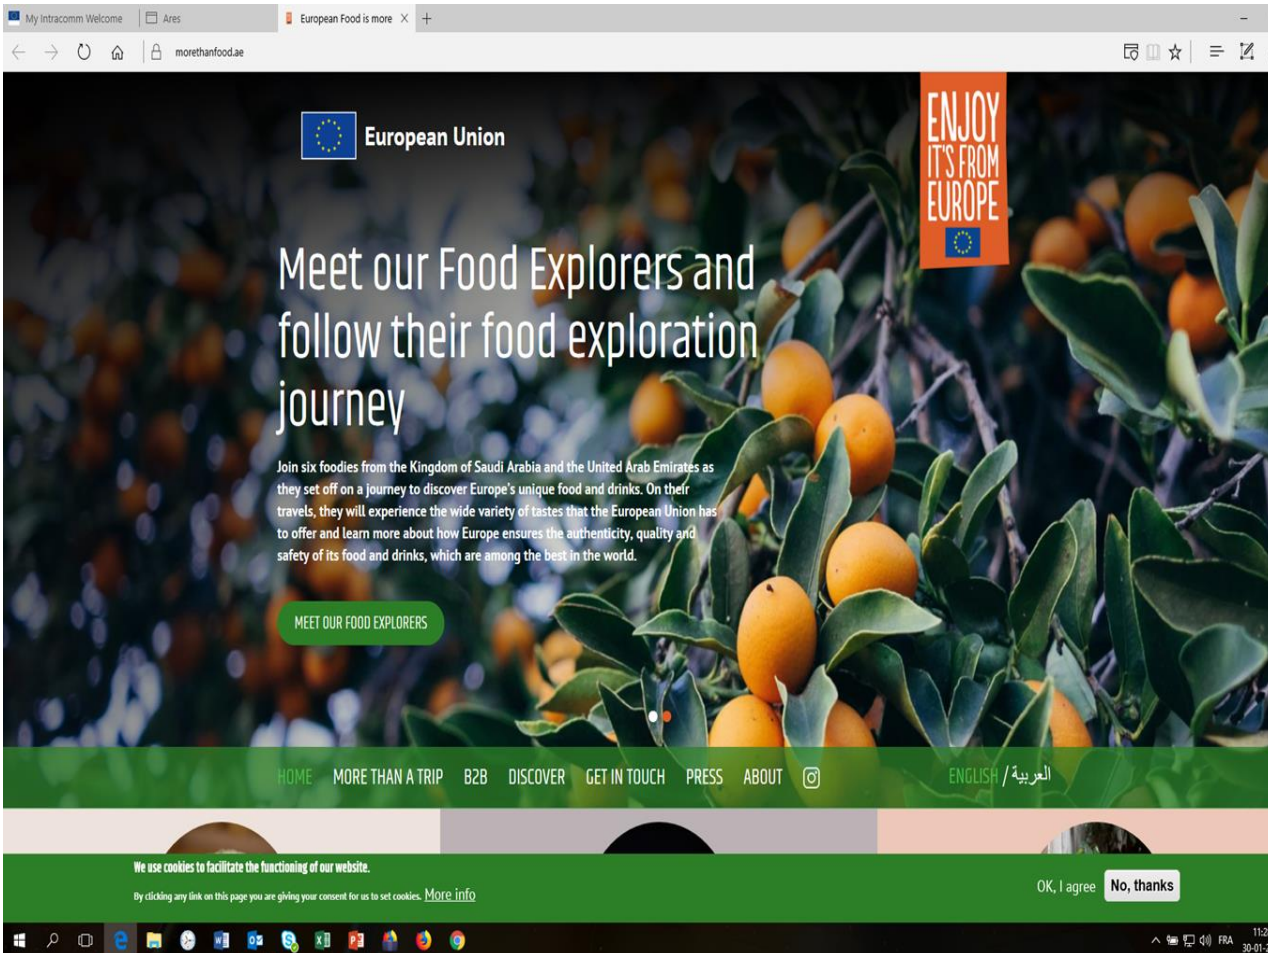 My Intracomm Welcome
Ares
European Food is more
morethanfood.ae
European Union
ENJOY
IT'S FROM
EUROPE
Meet our Food Explorers and
follow their food exploration
journey
Join six foodies from the Kingdom of Saudi Arabia and the United Arab Emirates as
they set off on a journey to discover Europe's unique food and drinks. On their
travels, they will experience the wide variety of tastes that the European Union has
to offer and learn more about how Europe ensures the authenticity, quality and
safety of its food and drinks, which are among the best in the world.
MEET OUR FOOD EXPLORERS
HOME MORE THAN A TRIP B2B DISCOVER GET IN TOUCH PRESS ABOUT ENGLISH / العربية
We use cookies to facilitate the functioning of our website.
By clicking any link on this page you are giving your consent for us to set cookies. More info
OK, I agree No, thanks
FRA